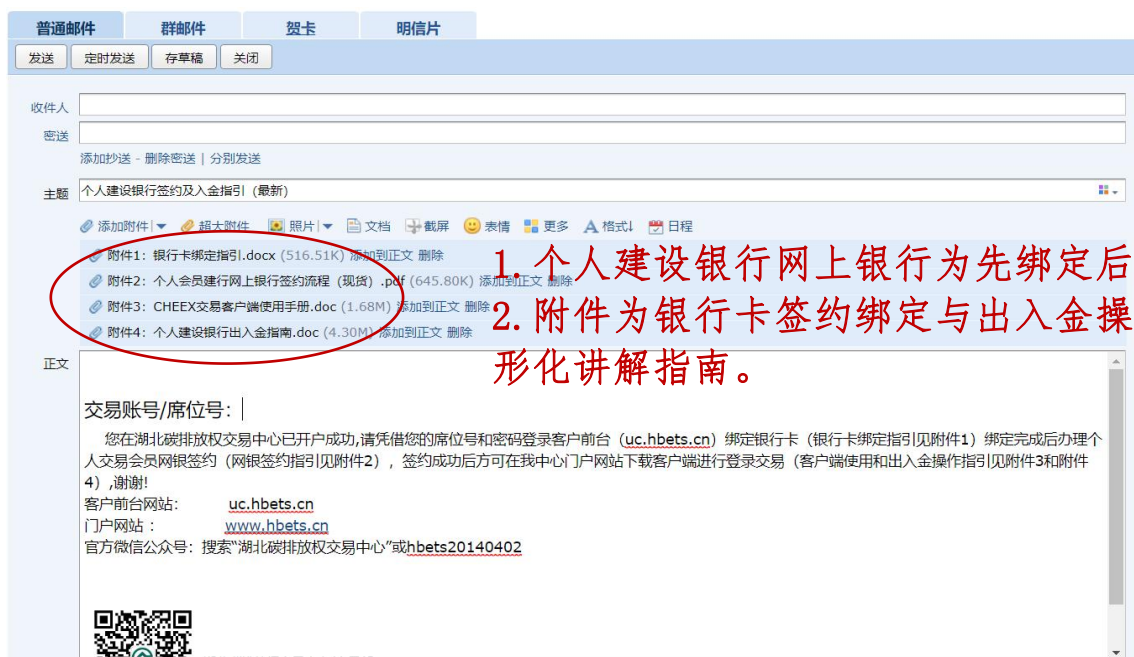 普通邮件 群邮件 贺卡 明信片
发送 定时发送 存草稿 关闭
收件人
密送
添加抄送 - 删除密送 | 分别发送
主题 个人建设银行签约及入金指引（最新）
添加附件 超大附件 照片 文档 截屏 表情 更多 格式↓ 日程
附件1：银行卡绑定指引.docx (516.51K) 添加到正文 删除
附件2：个人会员建行网上银行签约流程（现货）.pdf (645.80K) 添加到正文 删除
附件3：CHEEX交易客户端使用手册.doc (1.68M) 添加到正文 删除
附件4：个人建设银行出入金指南.doc (4.30M) 添加到正文 删除
1. 个人建设银行网上银行为先绑定后
2. 附件为银行卡签约绑定与出入金操
形化讲解指南。
正文
交易账号/席位号：
您在湖北碳排放权交易中心已开户成功,请凭借您的席位号和密码登录客户前台（uc.hbets.cn）绑定银行卡（银行卡绑定指引见附件1）绑定完成后办理个
人交易会员网银签约（网银签约指引见附件2），签约成功后方可在我中心门户网站下载客户端进行登录交易（客户端使用和出入金操作指引见附件3和附件
4）,谢谢!
客户前台网站： uc.hbets.cn
门户网站 ： www.hbets.cn
官方微信公众号：搜索“湖北碳排放权交易中心”或hbets20140402